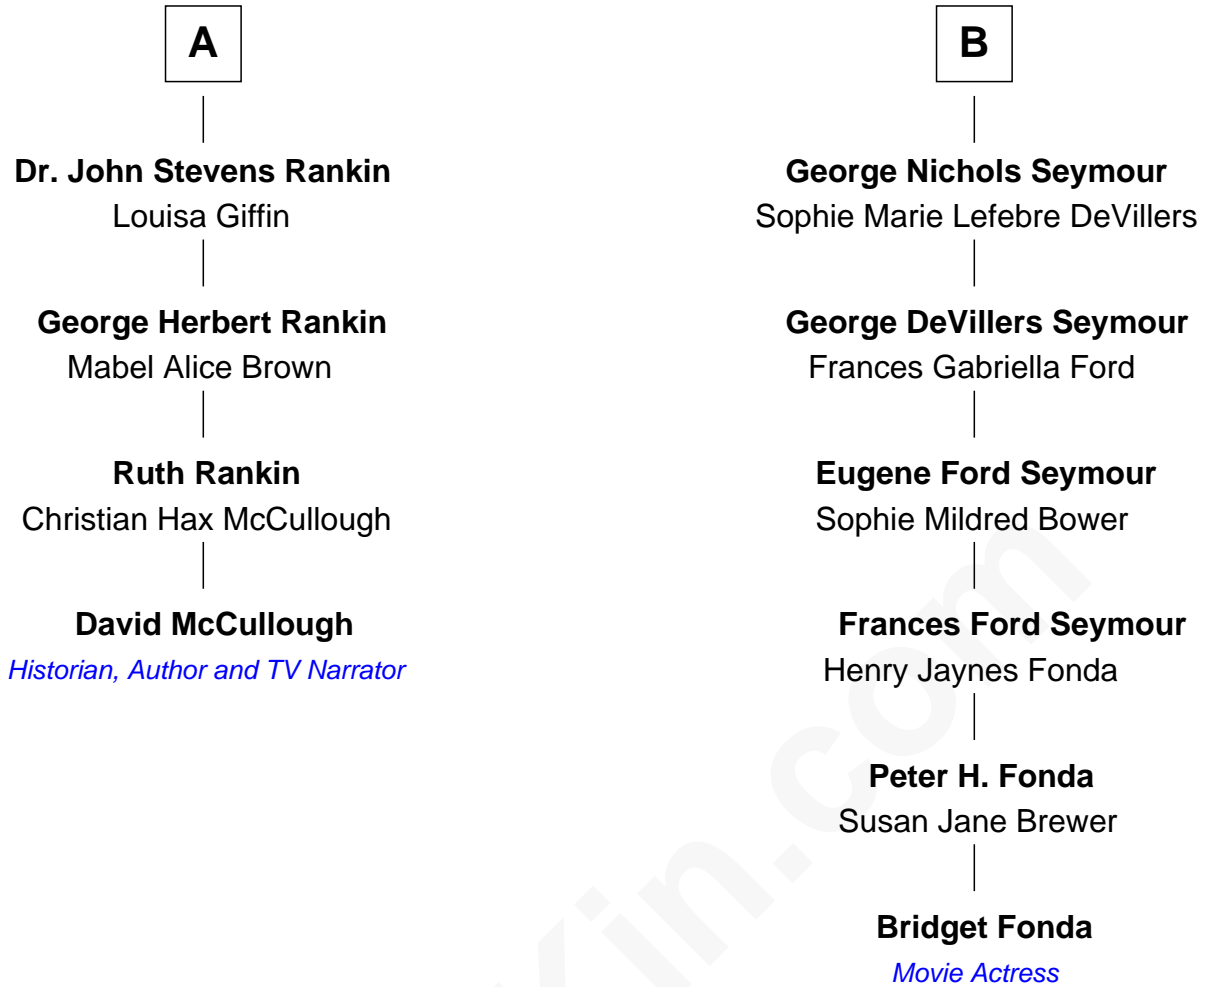 A
Dr. John Stevens Rankin
Louisa Giffin
George Herbert Rankin
Mabel Alice Brown
Ruth Rankin
Christian Hax McCullough
David McCullough
Historian, Author and TV Narrator
B
George Nichols Seymour
Sophie Marie Lefebre DeVillers
George DeVillers Seymour
Frances Gabriella Ford
Eugene Ford Seymour
Sophie Mildred Bower
Frances Ford Seymour
Henry Jaynes Fonda
Peter H. Fonda
Susan Jane Brewer
Bridget Fonda
Movie Actress
Kin.com